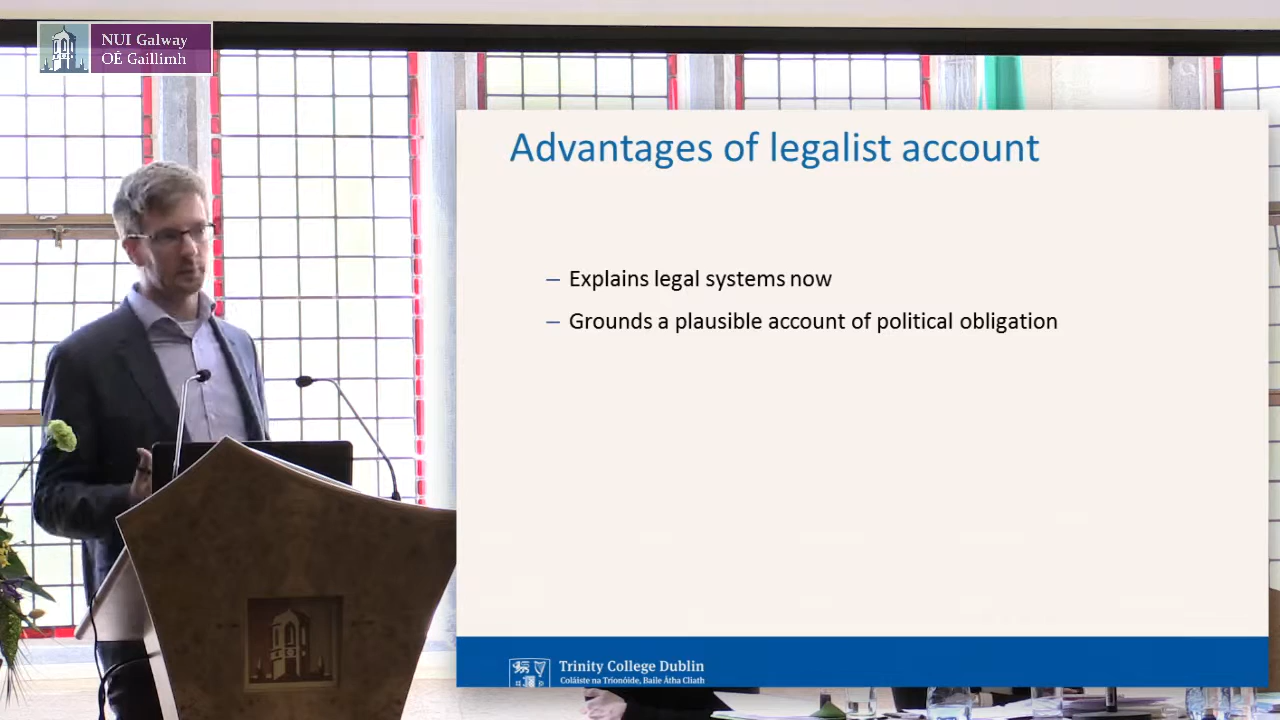 NUI Galway
OÉ Gaillimh
Advantages of legalist account
– Explains legal systems now
– Grounds a plausible account of political obligation
Trinity College Dublin
Coláiste na Tríonóide, Baile Átha Cliath